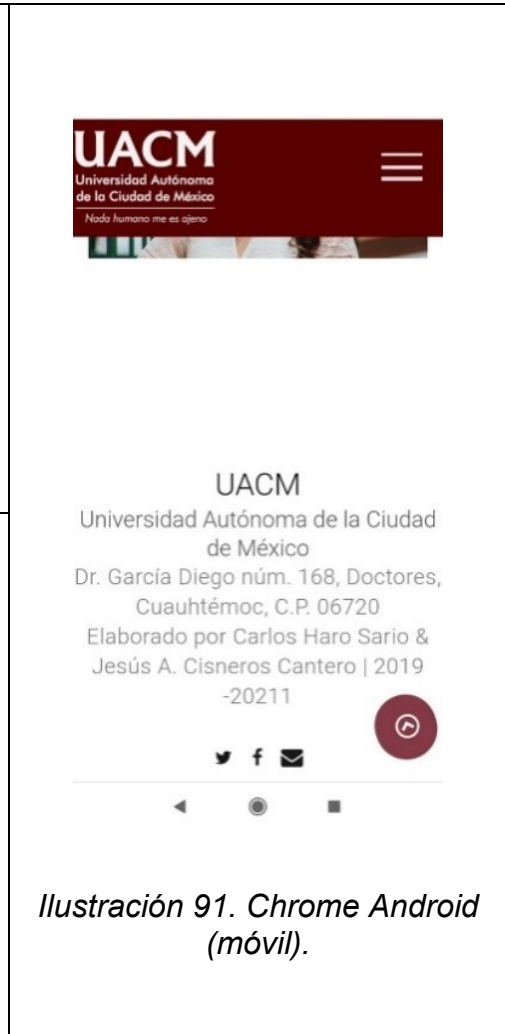 UACM
Universidad Autónoma
de la Ciudad de México
Nada humano me es ajeno
UACM
Universidad Autónoma de la Ciudad
de México
Dr. García Diego núm. 168, Doctores,
Cuauhtémoc, C.P. 06720
Elaborado por Carlos Haro Sario &
Jesús A. Cisneros Cantero | 2019
-20211
Ilustración 91. Chrome Android
(móvil).